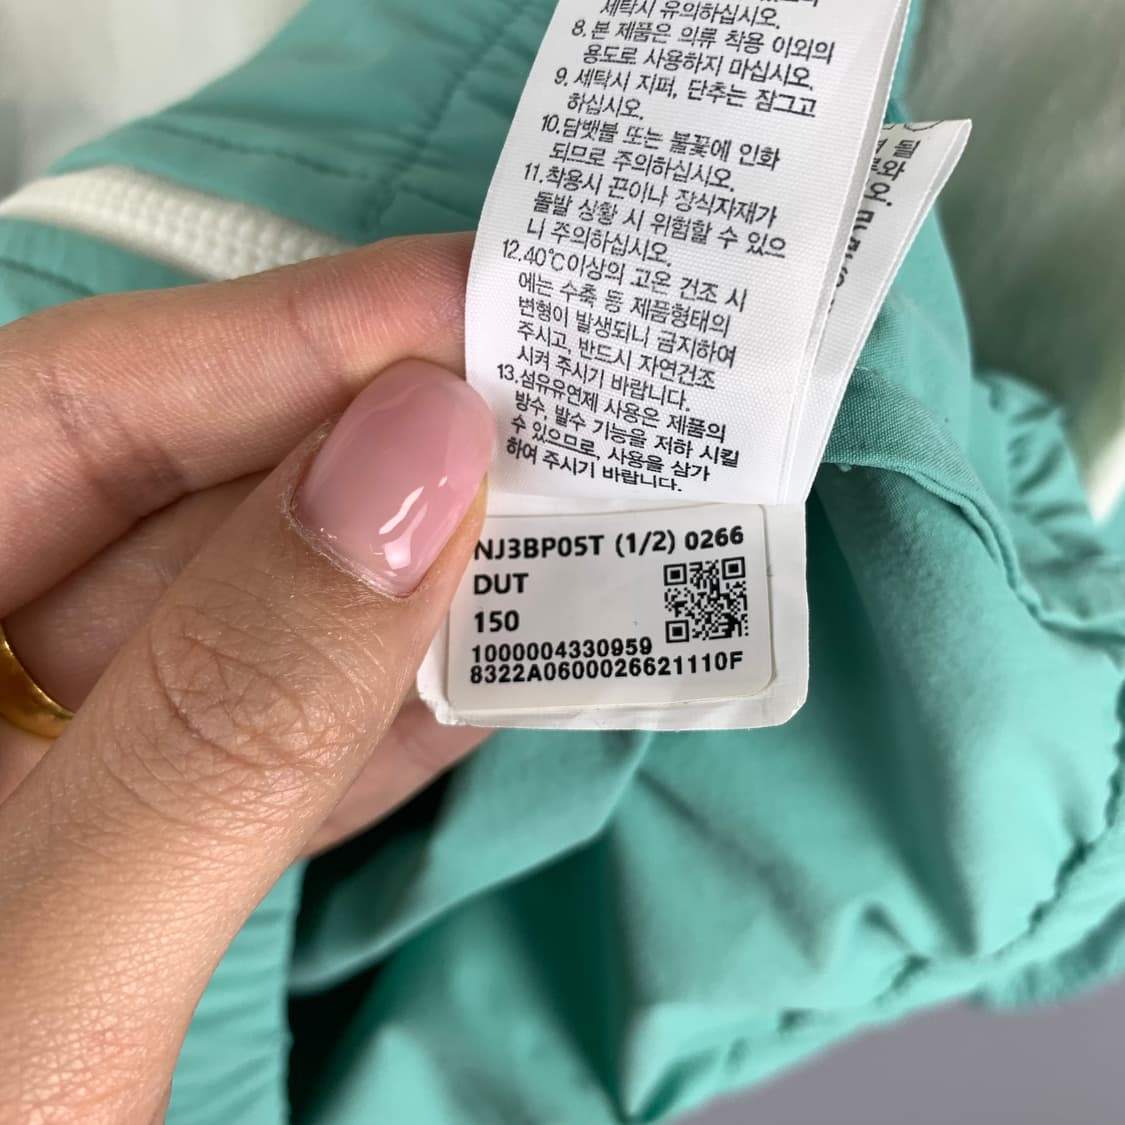 세탁시 유의하십시오.
8. 본 제품은 의류 착용 이외의
용도로 사용하지 마십시오.
9. 세탁시 지퍼, 단추는 잠그고
하십시오.
10.담뱃불 또는 불꽃에 인화
되므로 주의하십시오.
11.착용시 끈이나 장식자재가
돌발 상황 시 위험할 수 있으
니 주의하십시오.
12.40℃이상의 고온 건조 시
에는 수축 등 제품형태의
변형이 발생되니 금지하여
주시고, 반드시 자연건조
시켜 주시기 바랍니다.
13.섬유유연제 사용은 제품의
방수, 발수 기능을 저하 시킬
수 있으므로, 사용을 삼가
하여 주시기 바랍니다.
NJ3BP05T (1/2) 0266
DUT
150
1000004330959
8322A0600026621110F